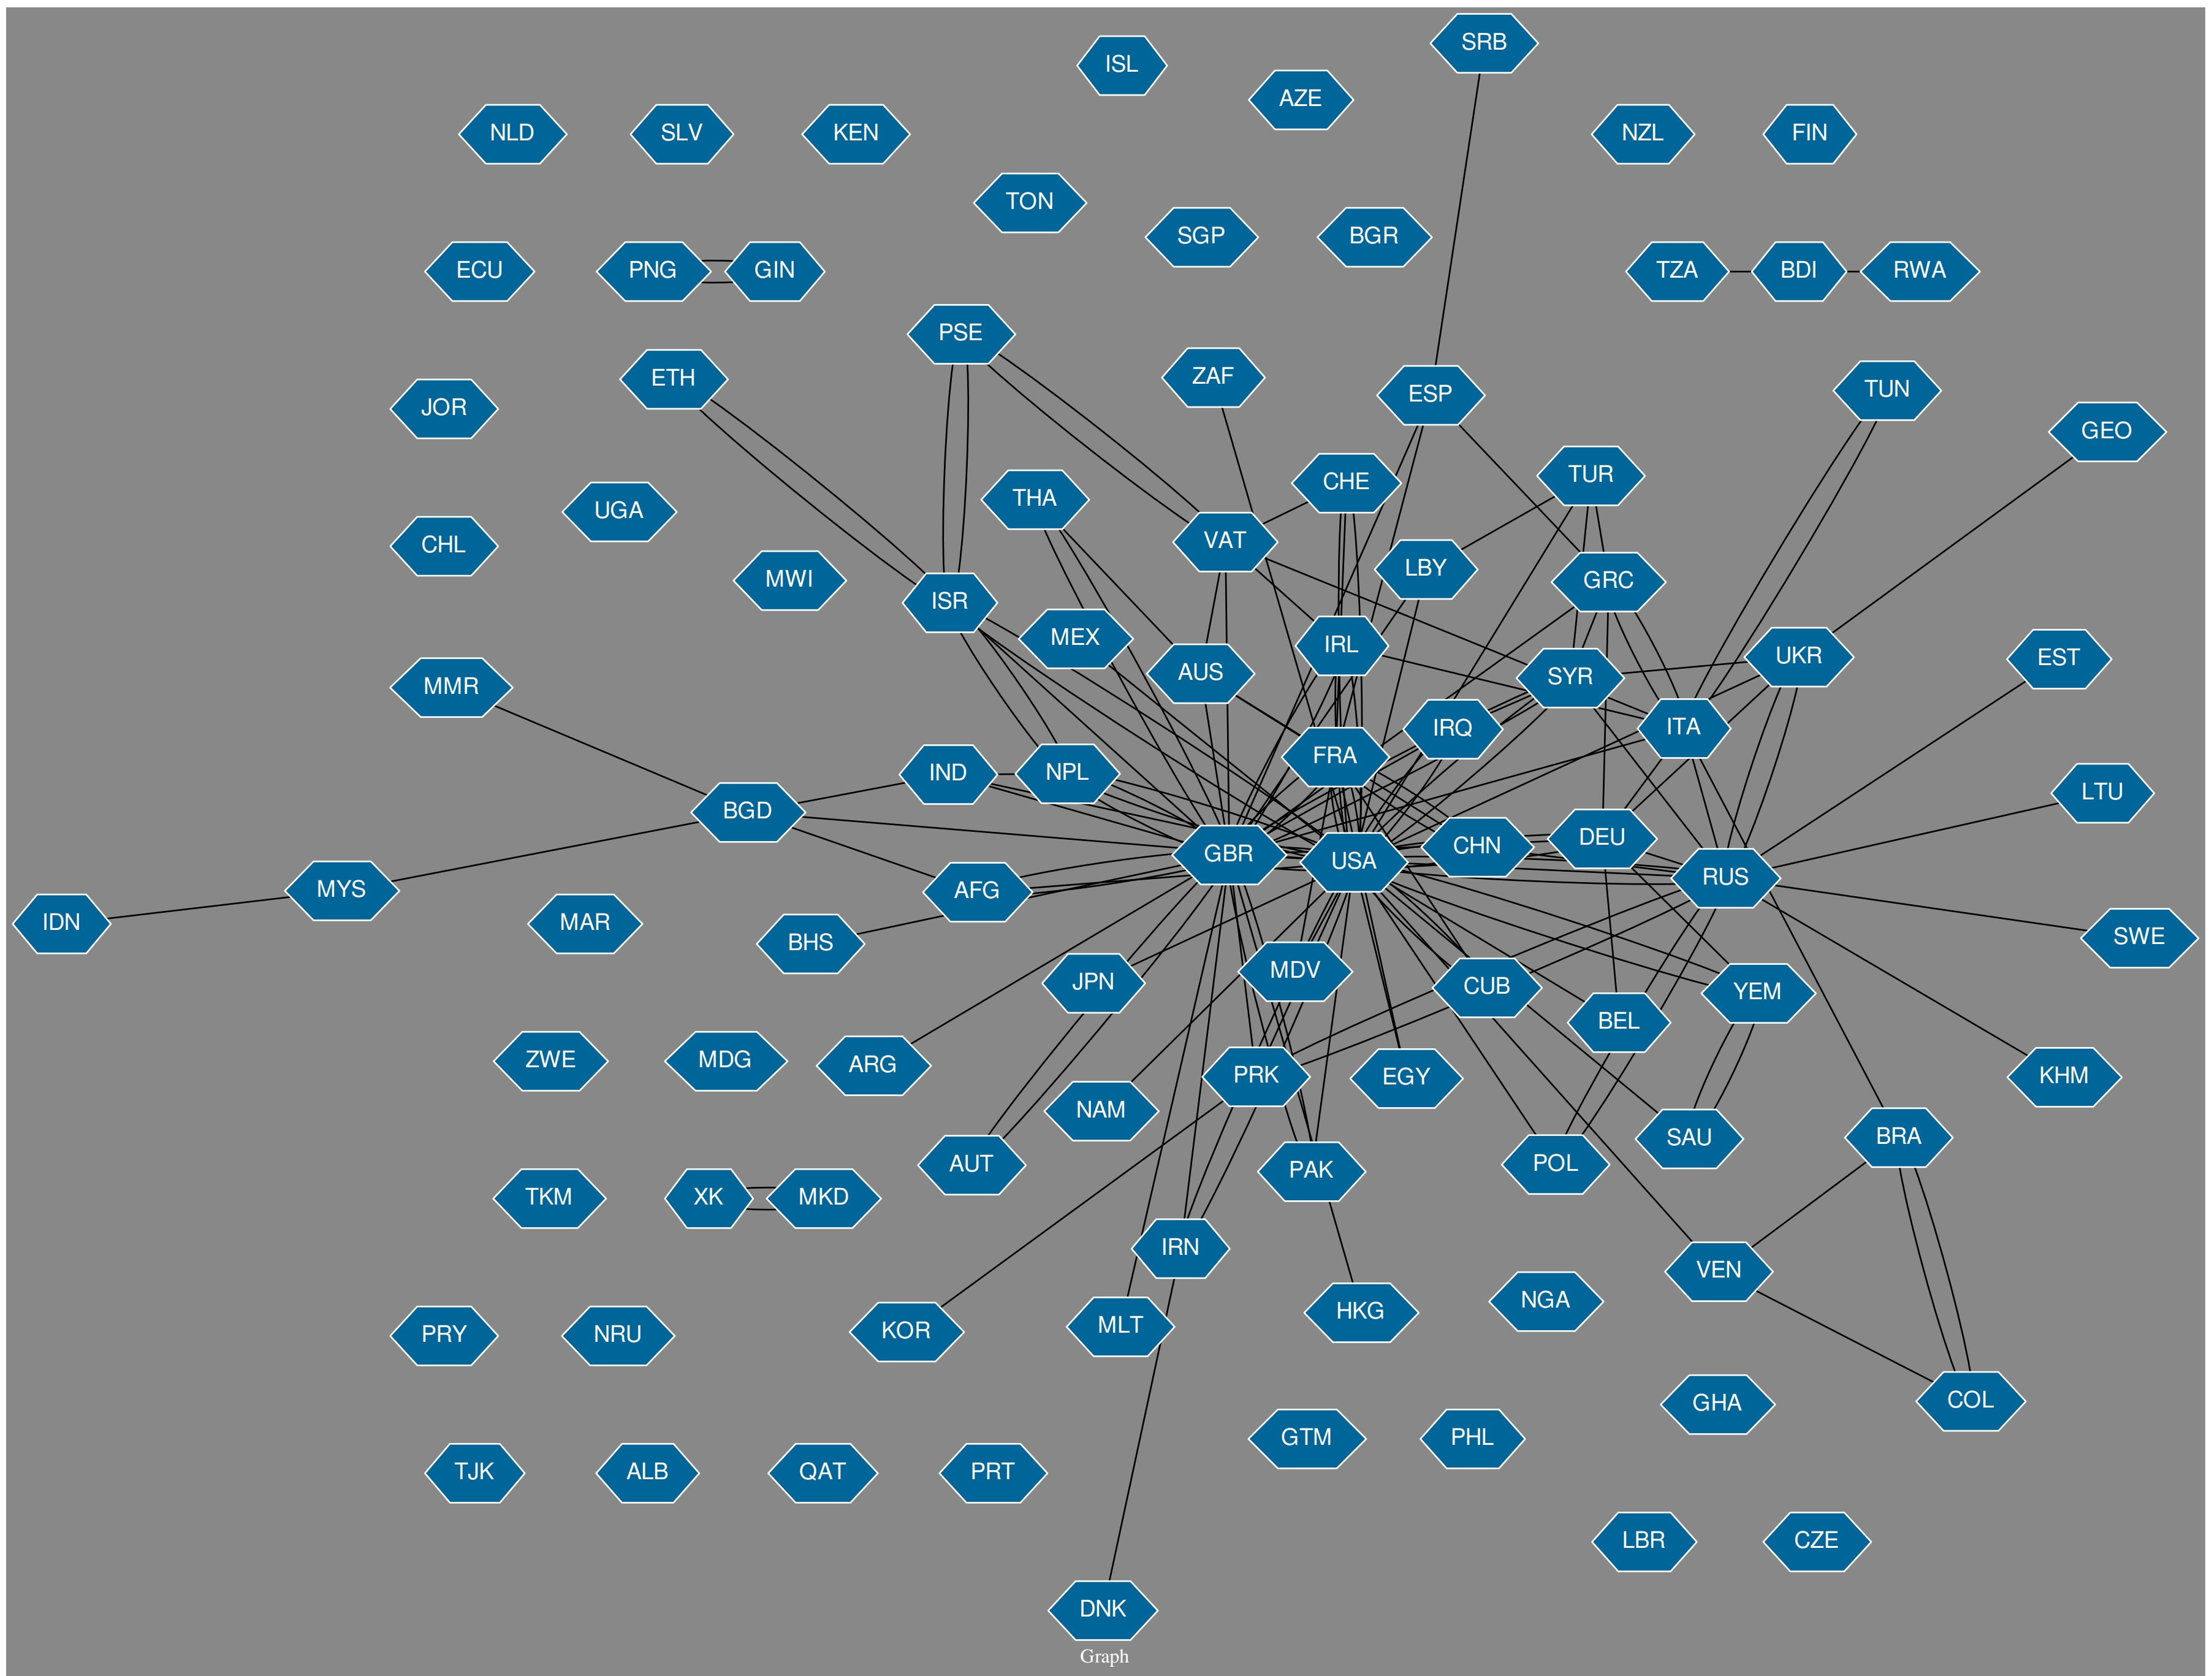 SRB
ISL
AZE
NLD
SLV
KEN
NZL
FIN
TON
SGP
BGR
ECU
PNG
GIN
TZA
BDI
RWA
PSE
ETH
ZAF
ESP
TUN
JOR
GEO
TUR
CHE
THA
UGA
VAT
CHL
LBY
MWI
GRC
ISR
MEX
IRL
UKR
EST
AUS
SYR
MMR
IRQ
ITA
FRA
IND
NPL
LTU
BGD
DEU
CHN
GBR
USA
RUS
MYS
AFG
IDN
MAR
BHS
SWE
MDV
JPN
CUB
YEM
BEL
ZWE
MDG
ARG
PRK
EGY
KHM
NAM
BRA
SAU
AUT
POL
PAK
TKM
XK
MKD
IRN
VEN
NGA
HKG
MLT
KOR
PRY
NRU
COL
GHA
GTM
PHL
TJK
ALB
QAT
PRT
LBR
CZE
DNK
Graph